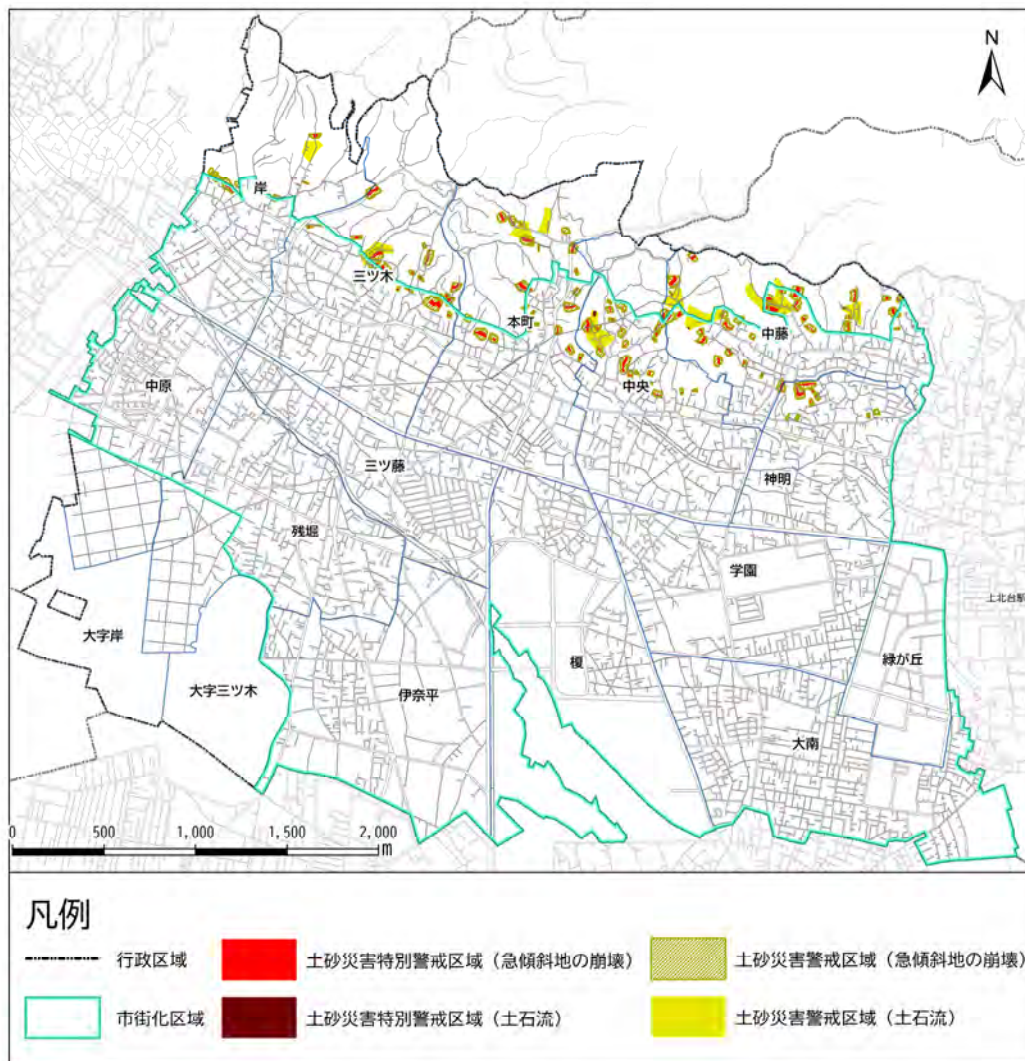 N
岸
三ツ木
本町
中藤
中央
中原
三ツ藤
神明
残堀
学園
上北台駅
大字岸
緑が丘
榎
大字三ツ木
伊奈平
大南
0 500 1,000 1,500 2,000
m
凡例
行政区域
土砂災害特別警戒区域（急傾斜地の崩壊）
土砂災害警戒区域（急傾斜地の崩壊）
市街化区域
土砂災害特別警戒区域（土石流）
土砂災害警戒区域（土石流）